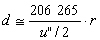 d ≅ 206 265 / u"/2 · r